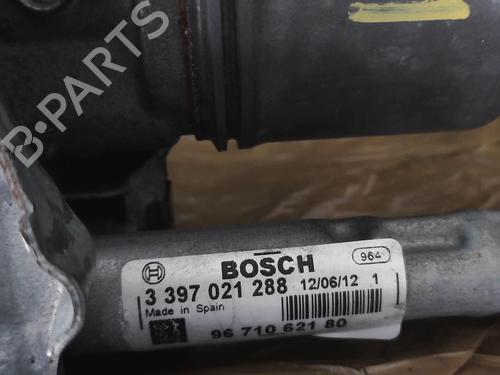 B-PARTS
BOSCH
964
3 397 021 288 12/06/12 1
Made in Spain
96 710 621 80